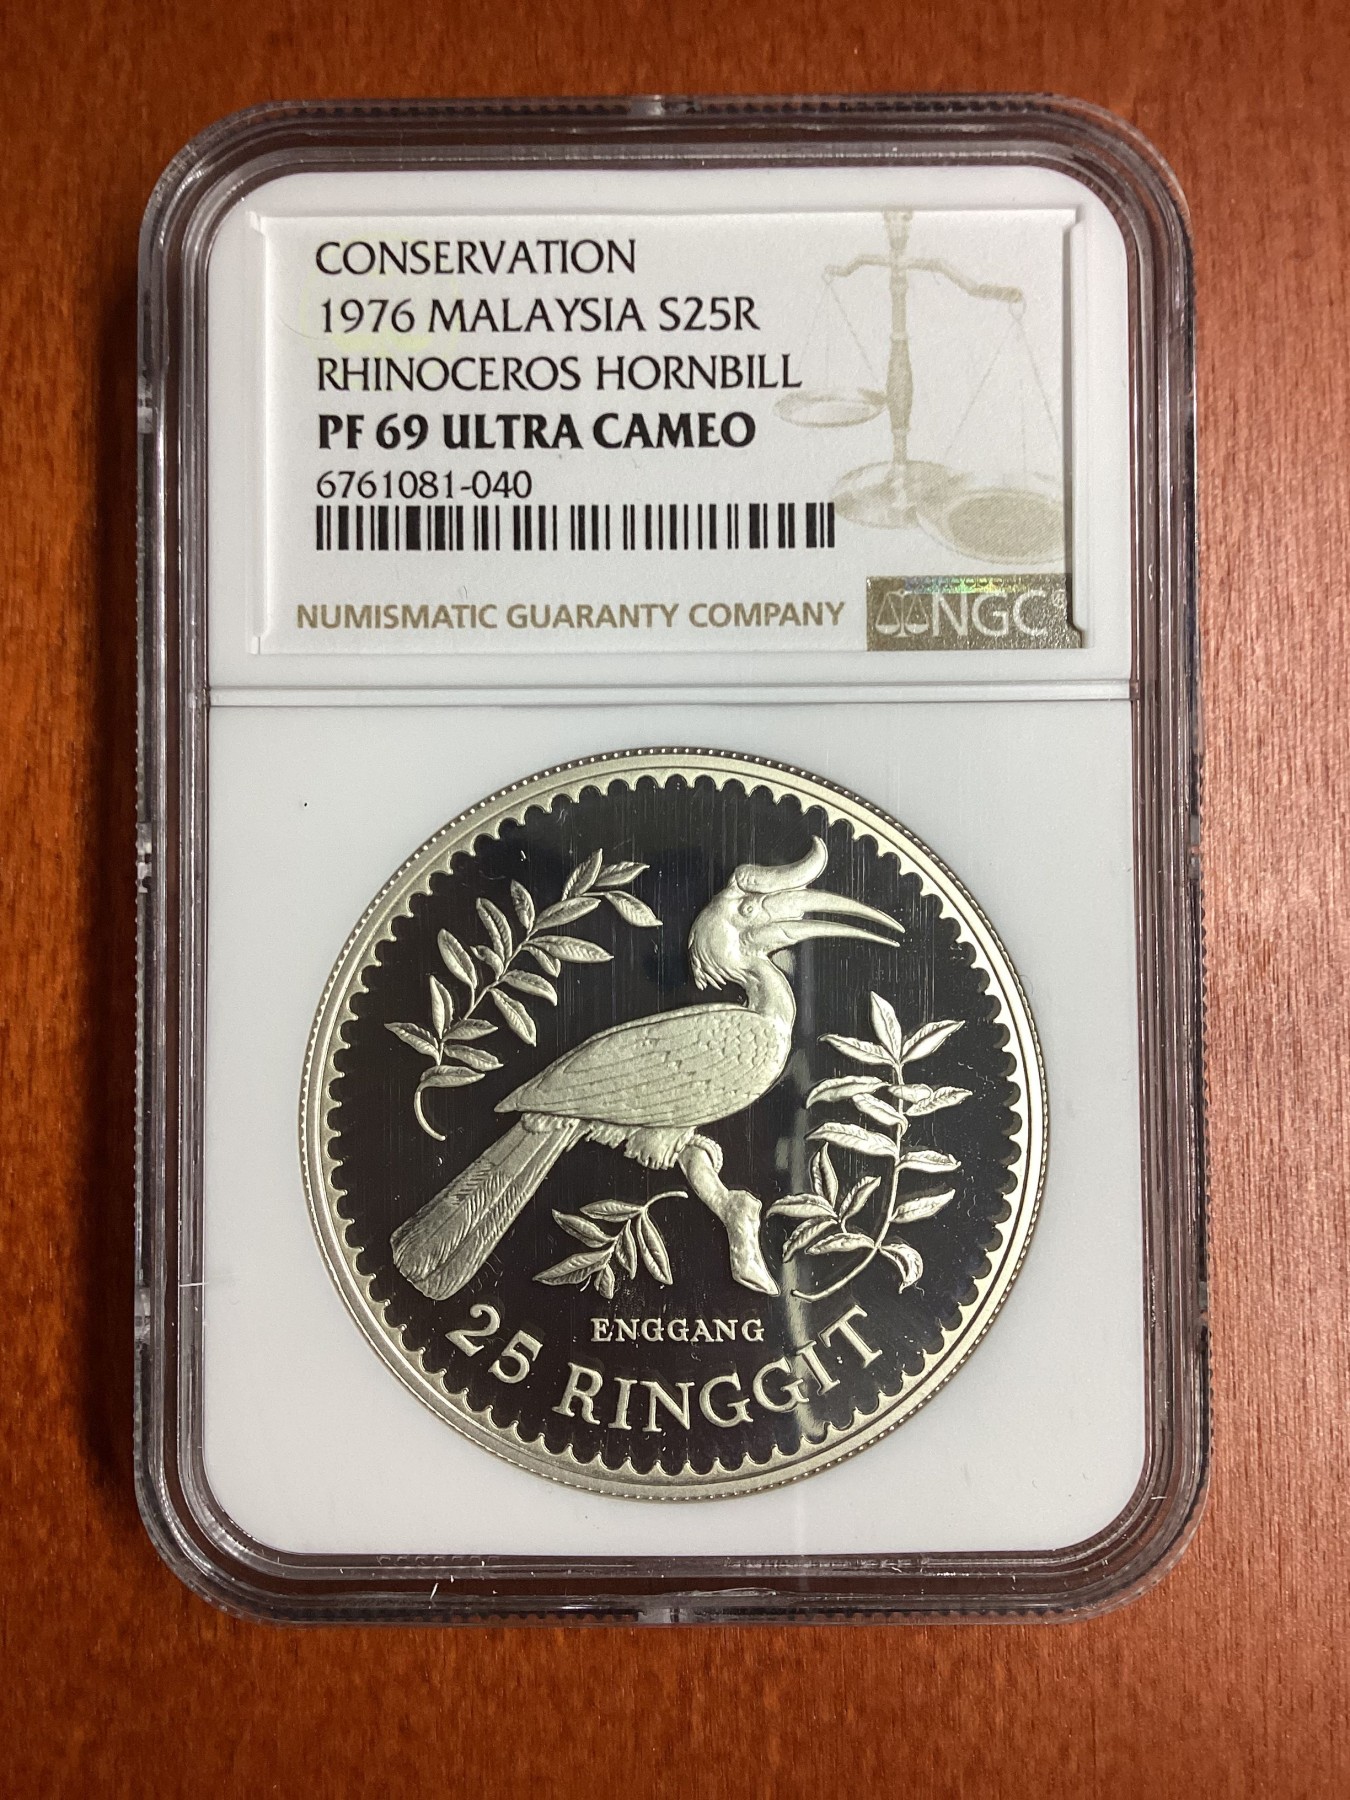 CONSERVATION
1976 MALAYSIA S25R
RHINOCEROS HORNBILL
PF 69 ULTRA CAMEO
6761081-040
NUMISMATIC GUARANTY COMPANY
NGC®
ENGGANG
25 RINGGIT